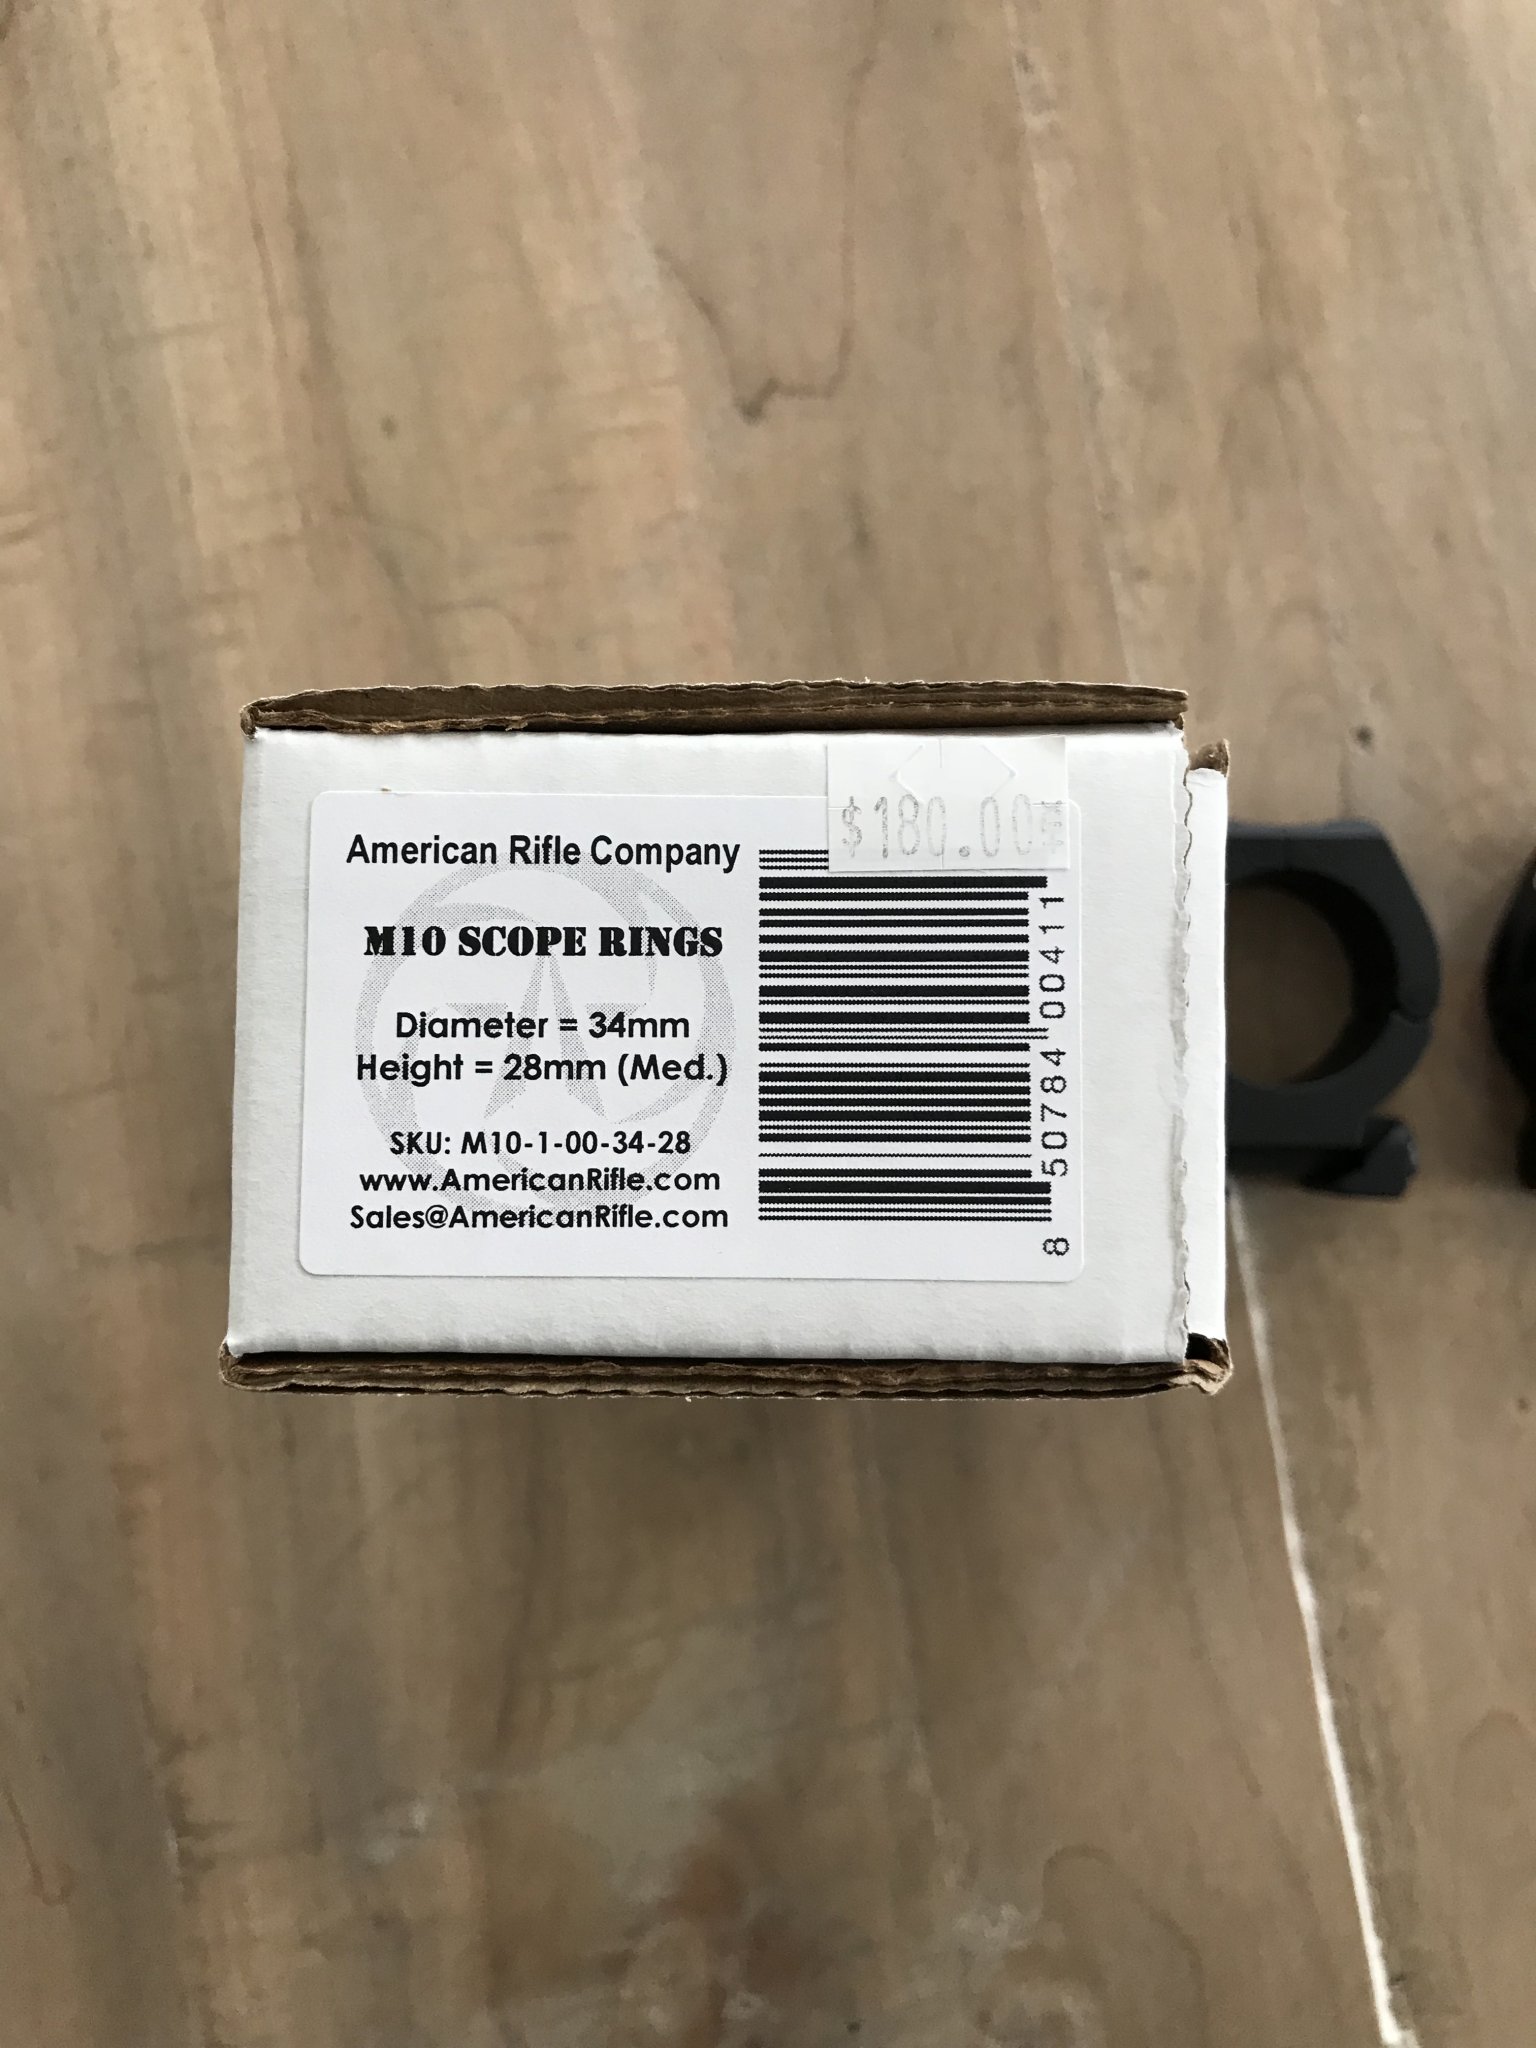 American Rifle Company
M10 SCOPE RINGS
Diameter = 34mm
Height = 28mm (Med.)
SKU: M10-1-00-34-28
www.AmericanRifle.com
Sales@AmericanRifle.com
$180.00
8 50784 00411